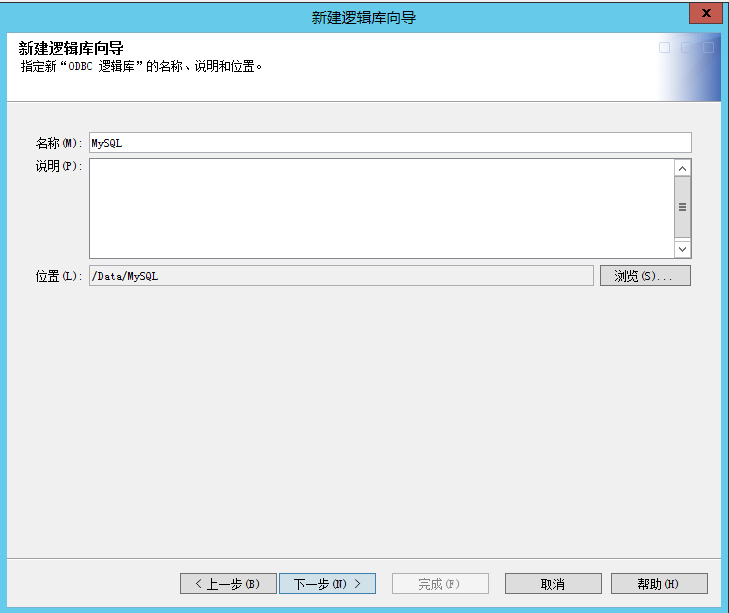 新建逻辑库向导
x
新建逻辑库向导
指定新“ODBC 逻辑库”的名称、说明和位置。
名称(M): MySQL
说明(P):
位置(L): /Data/MySQL 浏览(S)...
< 上一步(B) 下一步(N) > 完成(F) 取消 帮助(H)